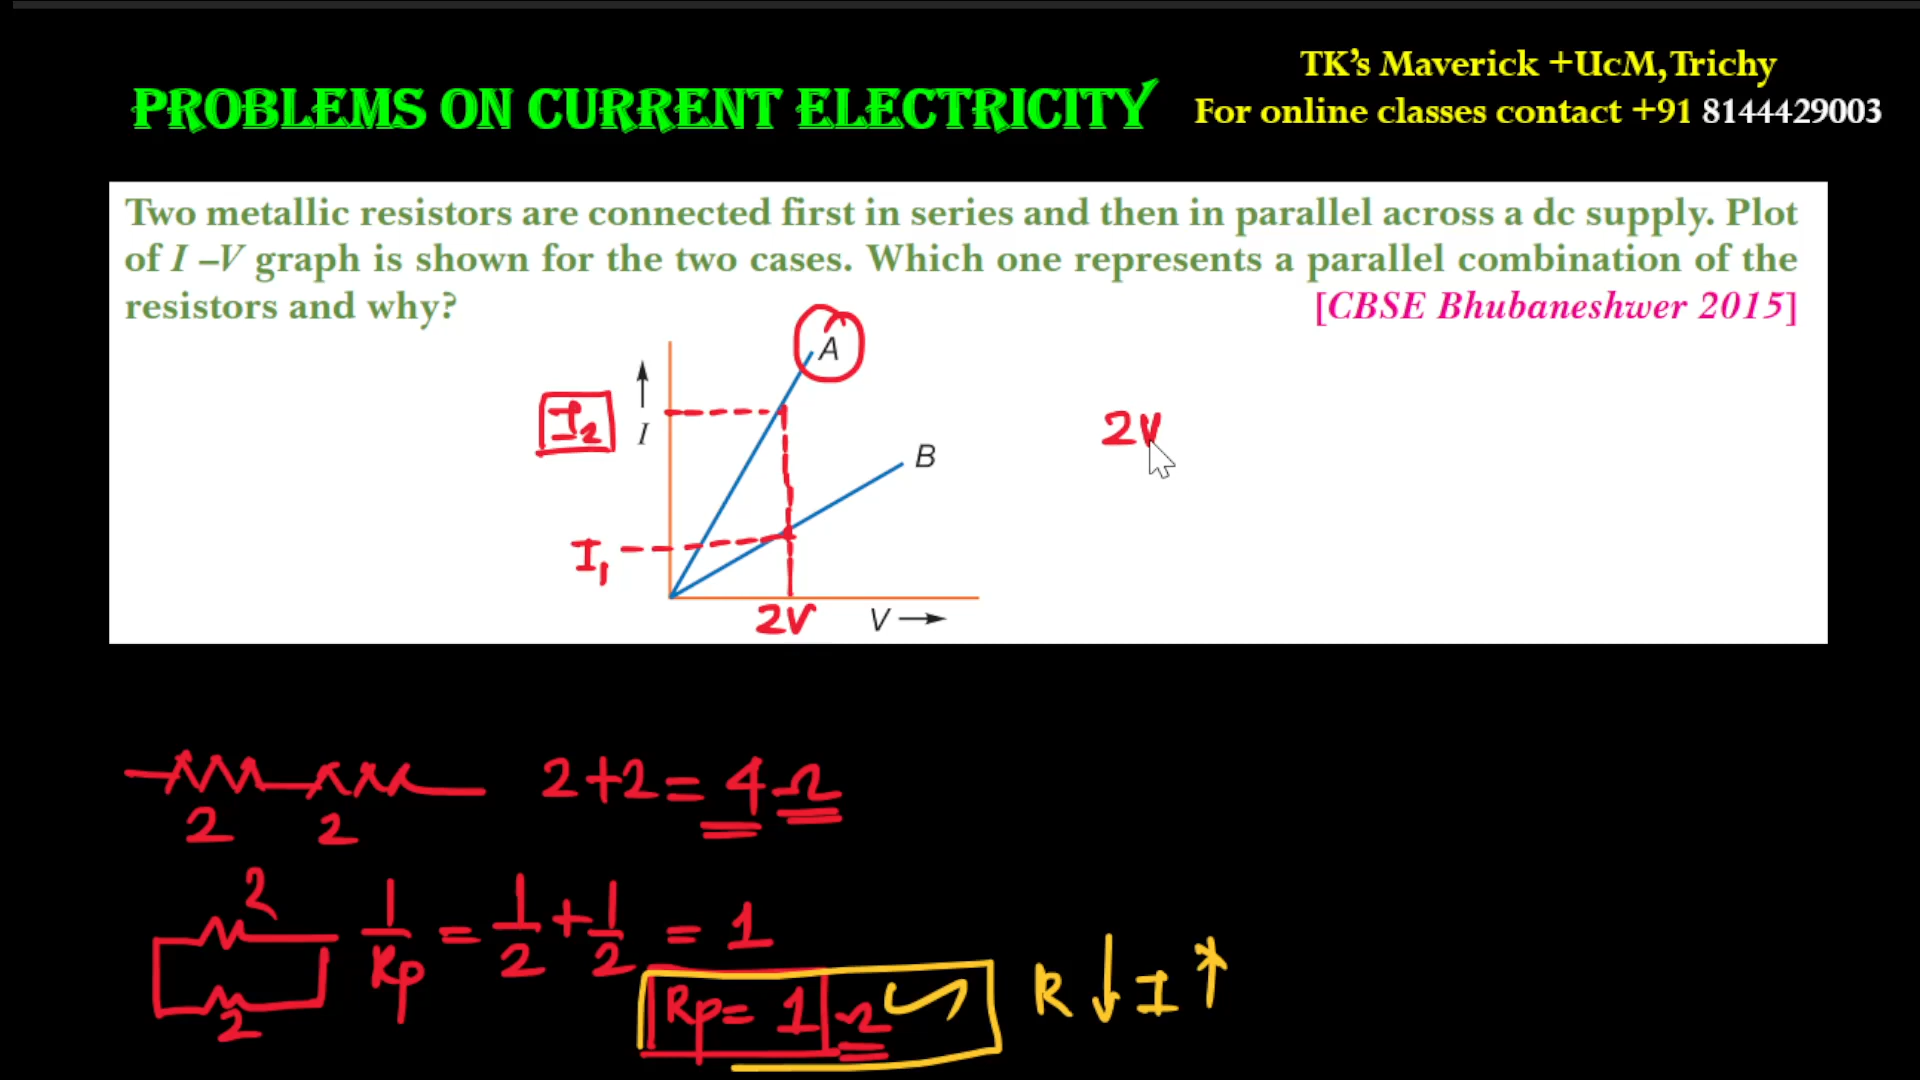 TK's Maverick +UcM,Trichy
PROBLEMS ON CURRENT ELECTRICITY
For online classes contact +91 8144429003
Two metallic resistors are connected first in series and then in parallel across a dc supply. Plot
of I –V graph is shown for the two cases. Which one represents a parallel combination of the
resistors and why?
[CBSE Bhubaneshwer 2015]
A
I₂
I
2V
B
I₁
2V
V
2 2
2+2 = 4Ω
2
1/Rp = 1/2 + 1/2 = 1
2
Rp = 1 Ω
R↓ I↑